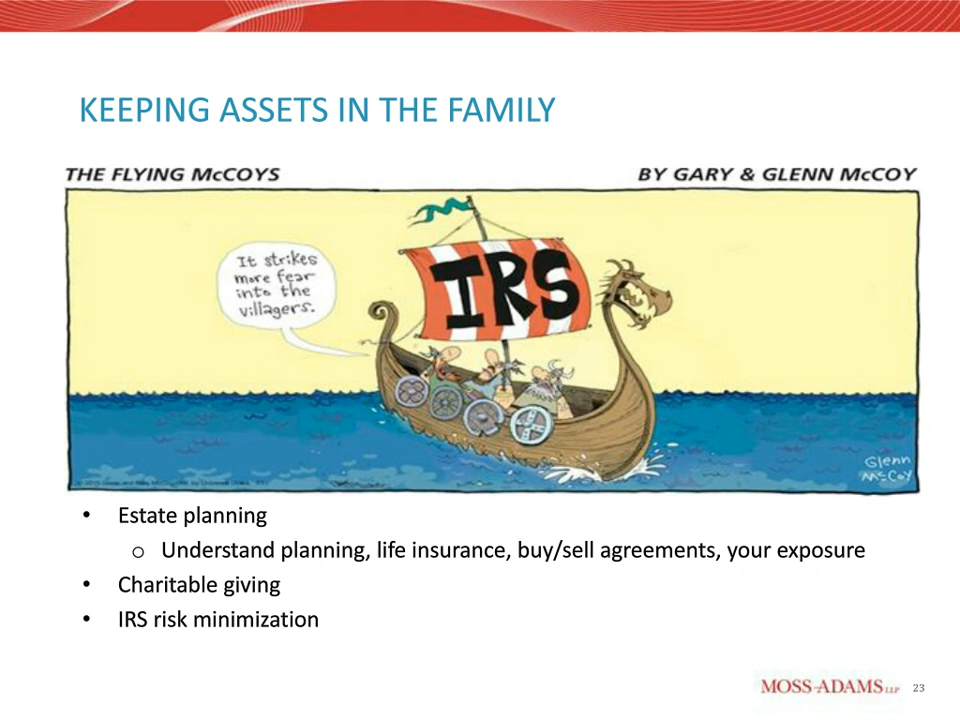 KEEPING ASSETS IN THE FAMILY
THE FLYING McCOYS
BY GARY & GLENN McCOY
It strikes
more fear
into the
villagers.
IRS
Glenn
McCoy
• Estate planning
o Understand planning, life insurance, buy/sell agreements, your exposure
• Charitable giving
• IRS risk minimization
MOSS-ADAMS LLP
23